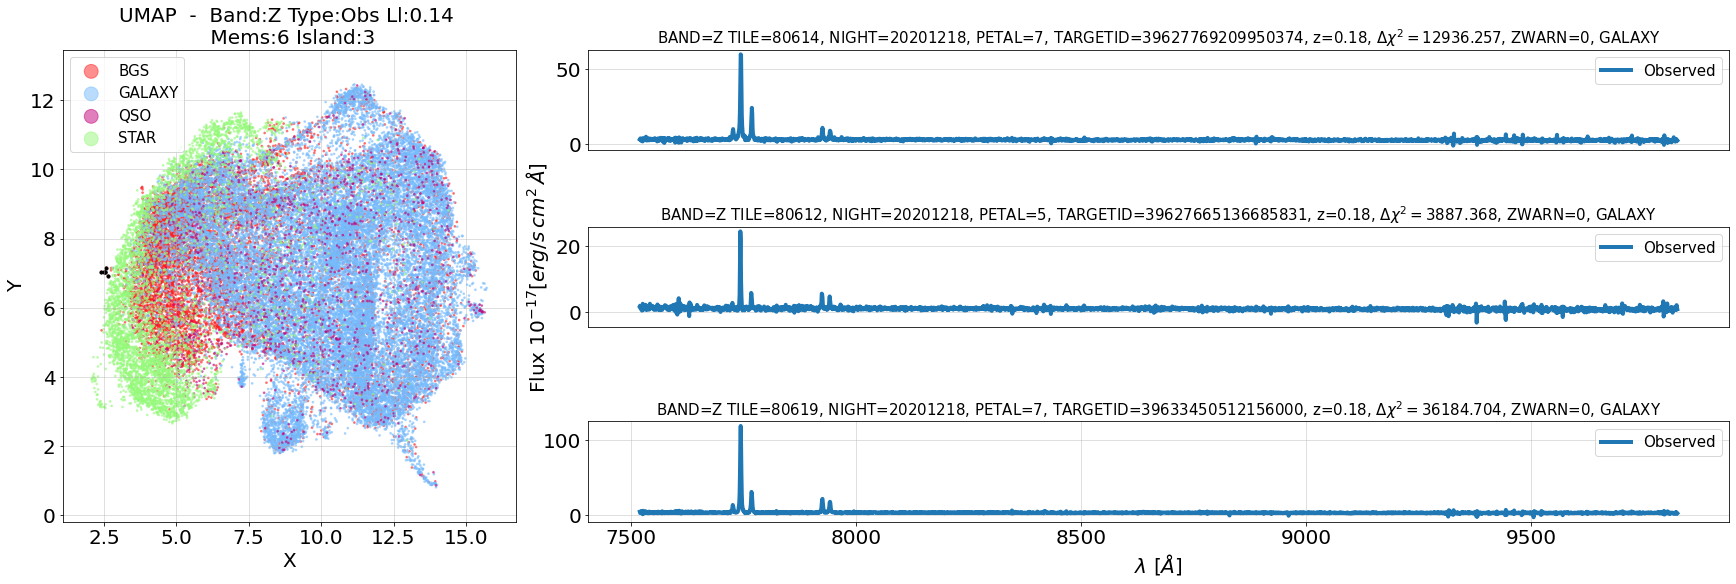 UMAP - Band:Z Type:Obs Ll:0.14
Mems:6 Island:3
BGS
GALAXY
QSO
STAR
12
10
8
6
4
2
0
Y
2.5 5.0 7.5 10.0 12.5 15.0
X
Flux 10⁻¹⁷[erg/s cm² Å]
BAND=Z TILE=80614, NIGHT=20201218, PETAL=7, TARGETID=39627769209950374, z=0.18, Δχ² = 12936.257, ZWARN=0, GALAXY
Observed
50
0
BAND=Z TILE=80612, NIGHT=20201218, PETAL=5, TARGETID=39627665136685831, z=0.18, Δχ² = 3887.368, ZWARN=0, GALAXY
Observed
20
0
BAND=Z TILE=80619, NIGHT=20201218, PETAL=7, TARGETID=39633450512156000, z=0.18, Δχ² = 36184.704, ZWARN=0, GALAXY
Observed
100
0
7500 8000 8500 9000 9500
λ [Å]